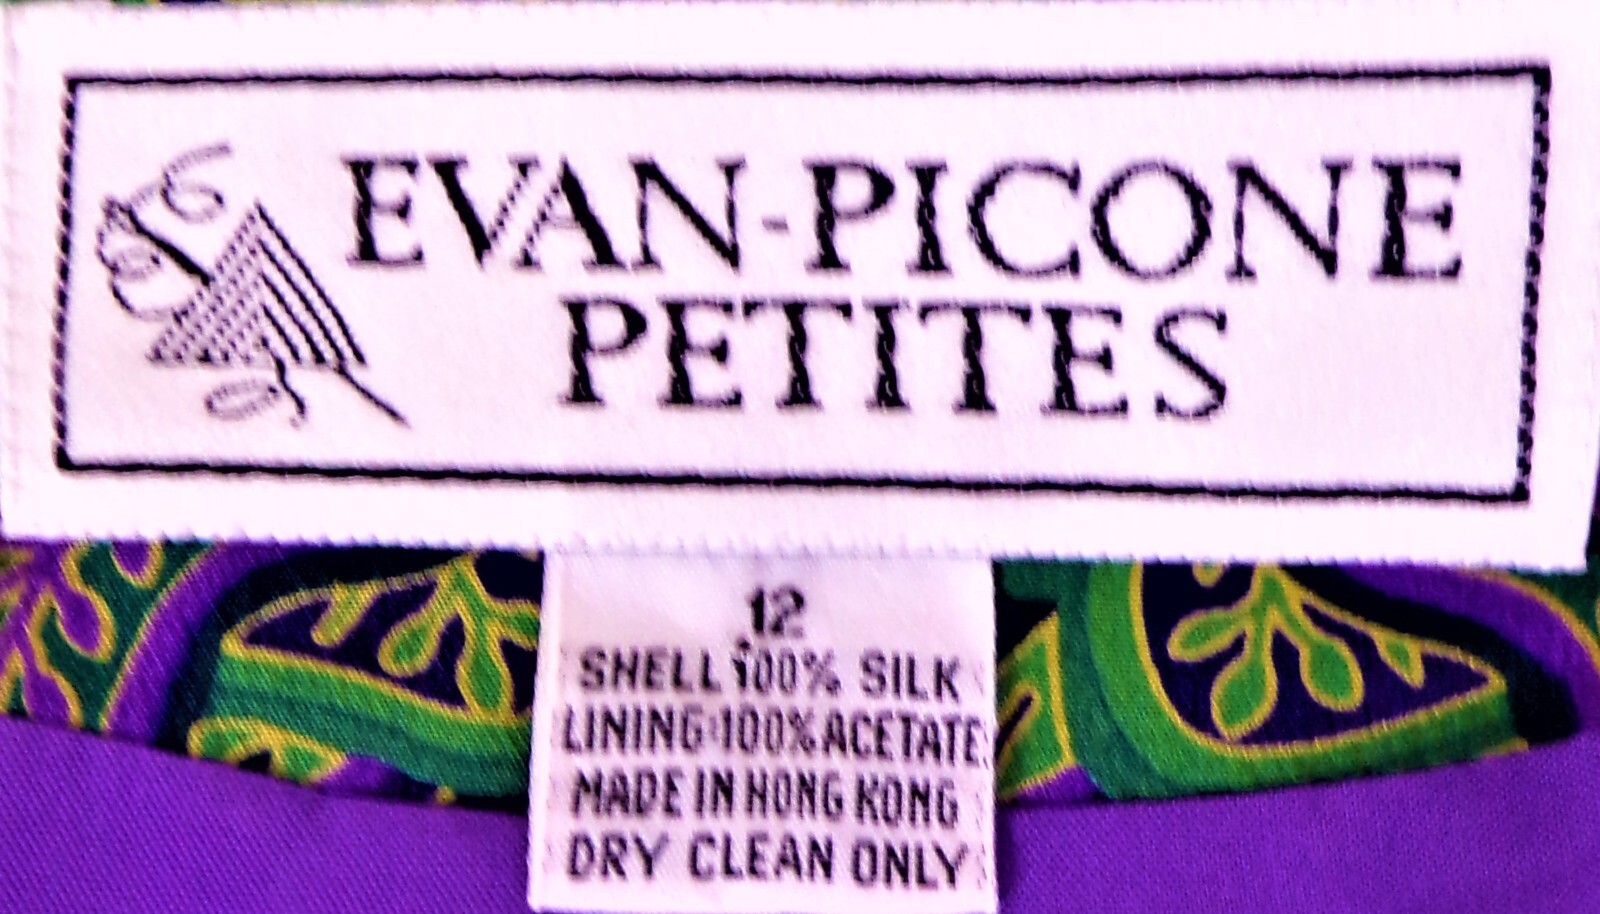 EVAN-PICONE
PETITES
12
SHELL 100% SILK
LINING:100% ACETATE
MADE IN HONG KONG
DRY CLEAN ONLY